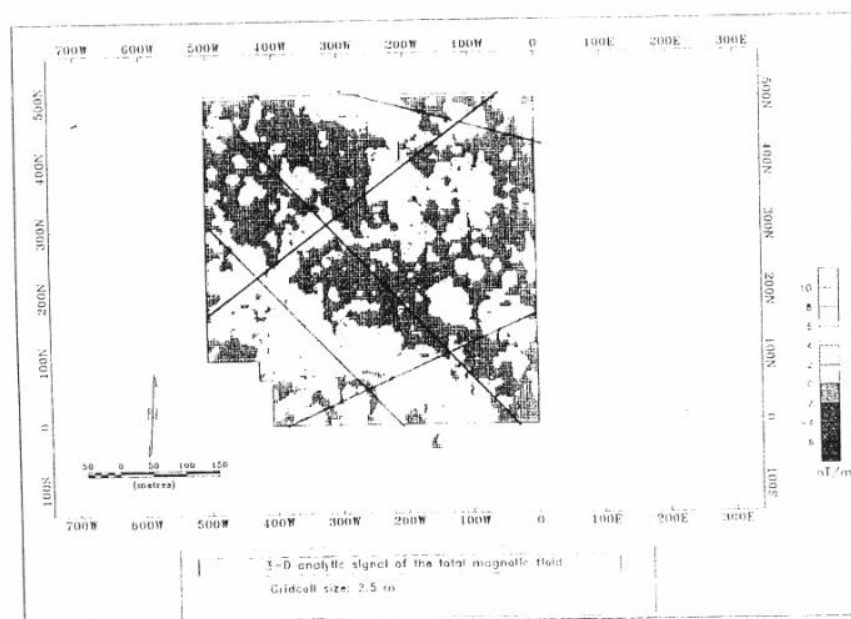 700W 600W 500W 400W 300W 200W 100W 0 100E 200E 300E
500N 500N
400N 400N
300N 300N
200N 200N
100N 100N
0 0
100S 100S
10
8
6
4
2
0
nT/m
50 0 50 100 150
(metres)
700W 600W 500W 400W 300W 200W 100W 0 100E 200E 300E
3-D analytic signal of the total magnetic field
Gridcell size: 2.5 m